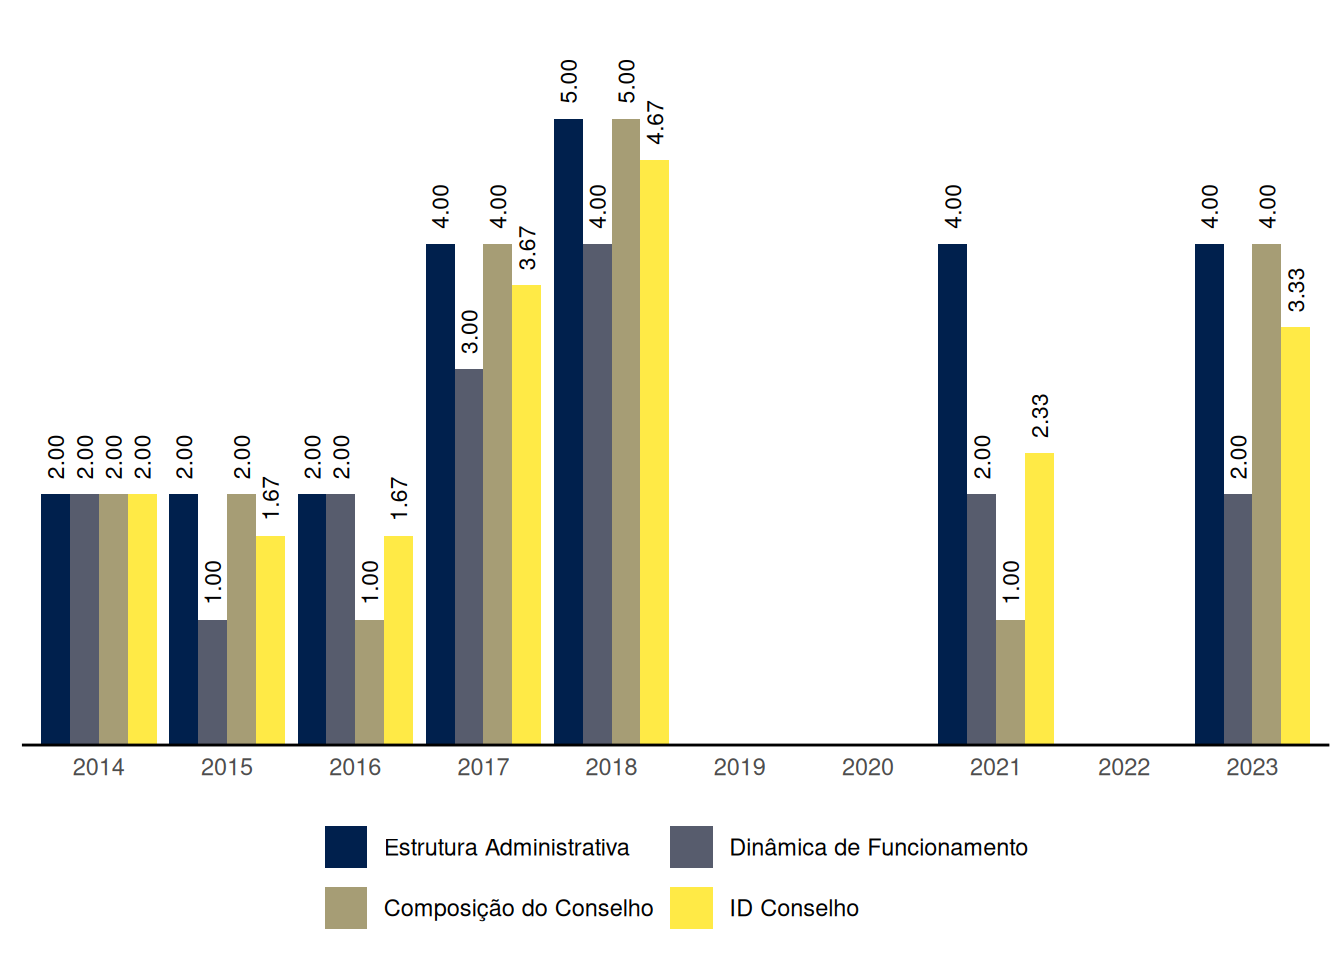 5.00 5.00
4.67
4.00 4.00 4.00 4.00 4.00 4.00
3.67
3.33
3.00
2.33
2.00 2.00 2.00 2.00 2.00 2.00 2.00 2.00 2.00 2.00
1.67 1.67
1.00 1.00 1.00
2014 2015 2016 2017 2018 2019 2020 2021 2022 2023
Estrutura Administrativa Dinâmica de Funcionamento
Composição do Conselho ID Conselho